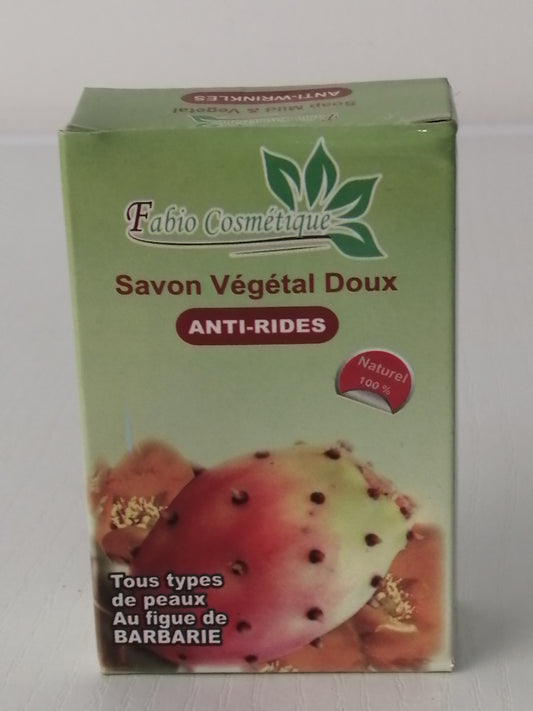 ANTI-WRINKLES
Soap Mild & Vegetal
Fabio Cosmétique
Savon Végétal Doux
ANTI-RIDES
Naturel
100 %
Tous types
de peaux
Au figue de
BARBARIE